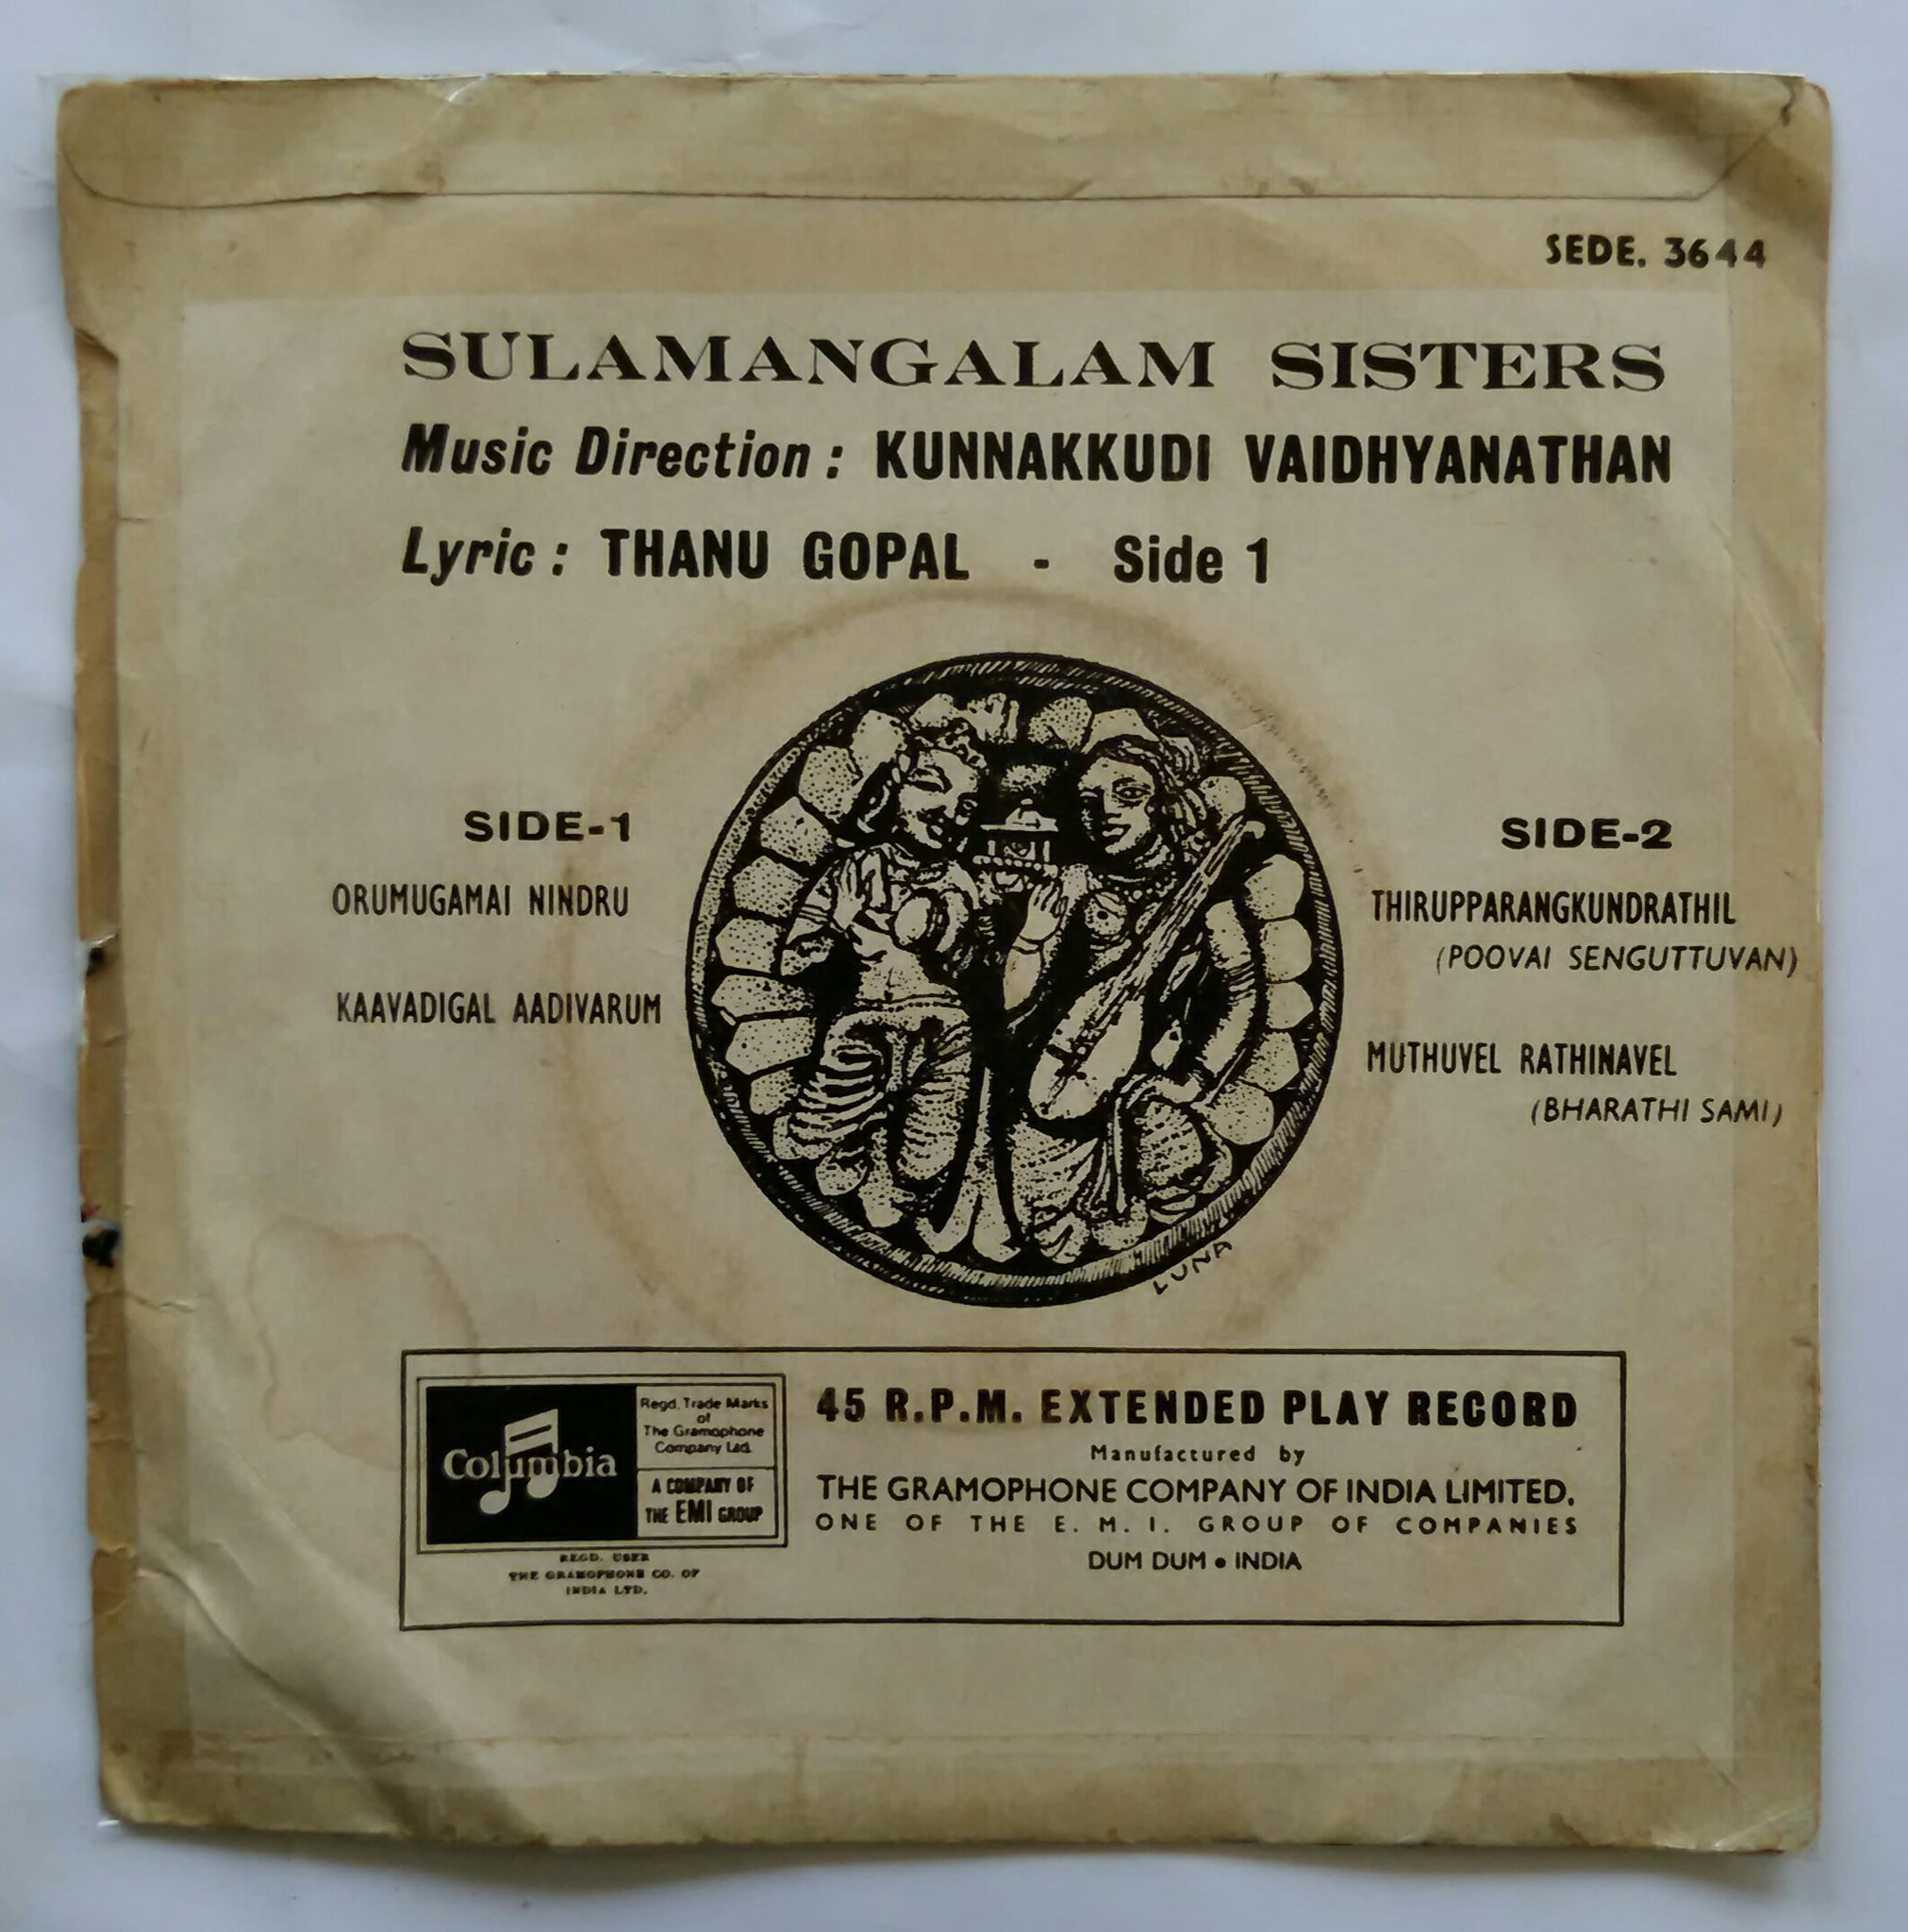 SEDE. 3644
SULAMANGALAM SISTERS
Music Direction : KUNNAKKUDI VAIDHYANATHAN
Lyric : THANU GOPAL - Side 1
SIDE-1
ORUMUGAMAI NINDRU
KAAVADIGAL AADIVARUM
SIDE-2
THIRUPPARANGKUNDRATHIL
(POOVAI SENGUTTUVAN)
MUTHUVEL RATHINAVEL
(BHARATHI SAMI)
LUNA
Columbia
Regd. Trade Marks
of
The Gramophone
Company Ltd.
A COMPANY OF
THE EMI GROUP
REGD. USER
THE GRAMOPHONE CO. OF
INDIA LTD.
45 R.P.M. EXTENDED PLAY RECORD
Manufactured by
THE GRAMOPHONE COMPANY OF INDIA LIMITED.
ONE OF THE E. M. I. GROUP OF COMPANIES
DUM DUM • INDIA